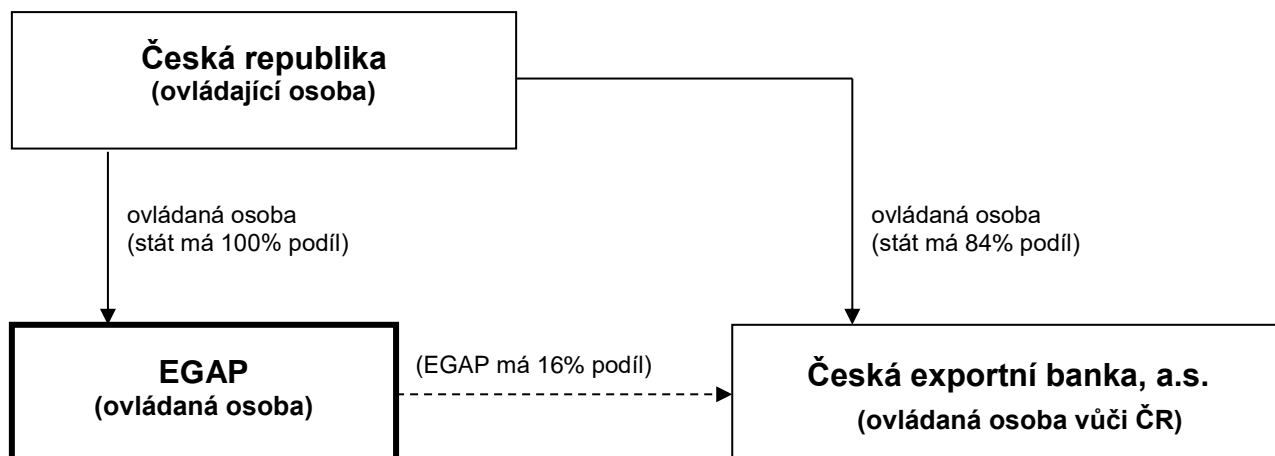 Česká republika
(ovládající osoba)
ovládaná osoba
(stát má 100% podíl)
ovládaná osoba
(stát má 84% podíl)
EGAP
(ovládaná osoba)
(EGAP má 16% podíl)
Česká exportní banka, a.s.
(ovládaná osoba vůči ČR)